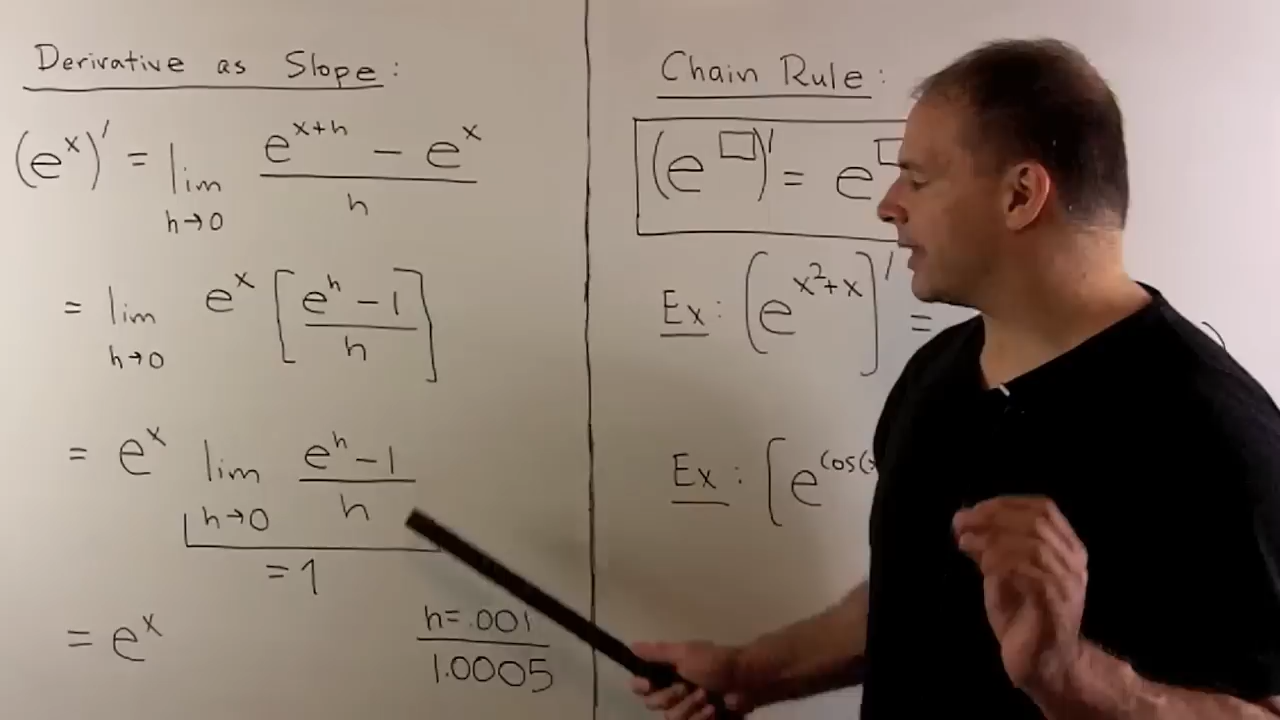 Derivative as Slope:
(e^x)' = lim h→0 (e^(x+h) - e^x)/h
= lim h→0 e^x [(e^h - 1)/h]
= e^x lim h→0 (e^h - 1)/h
= 1
= e^x
h=.001
1.0005
Chain Rule:
(e^□)' = e^□
Ex: (e^(x²+x))' =
Ex: [e^cos(